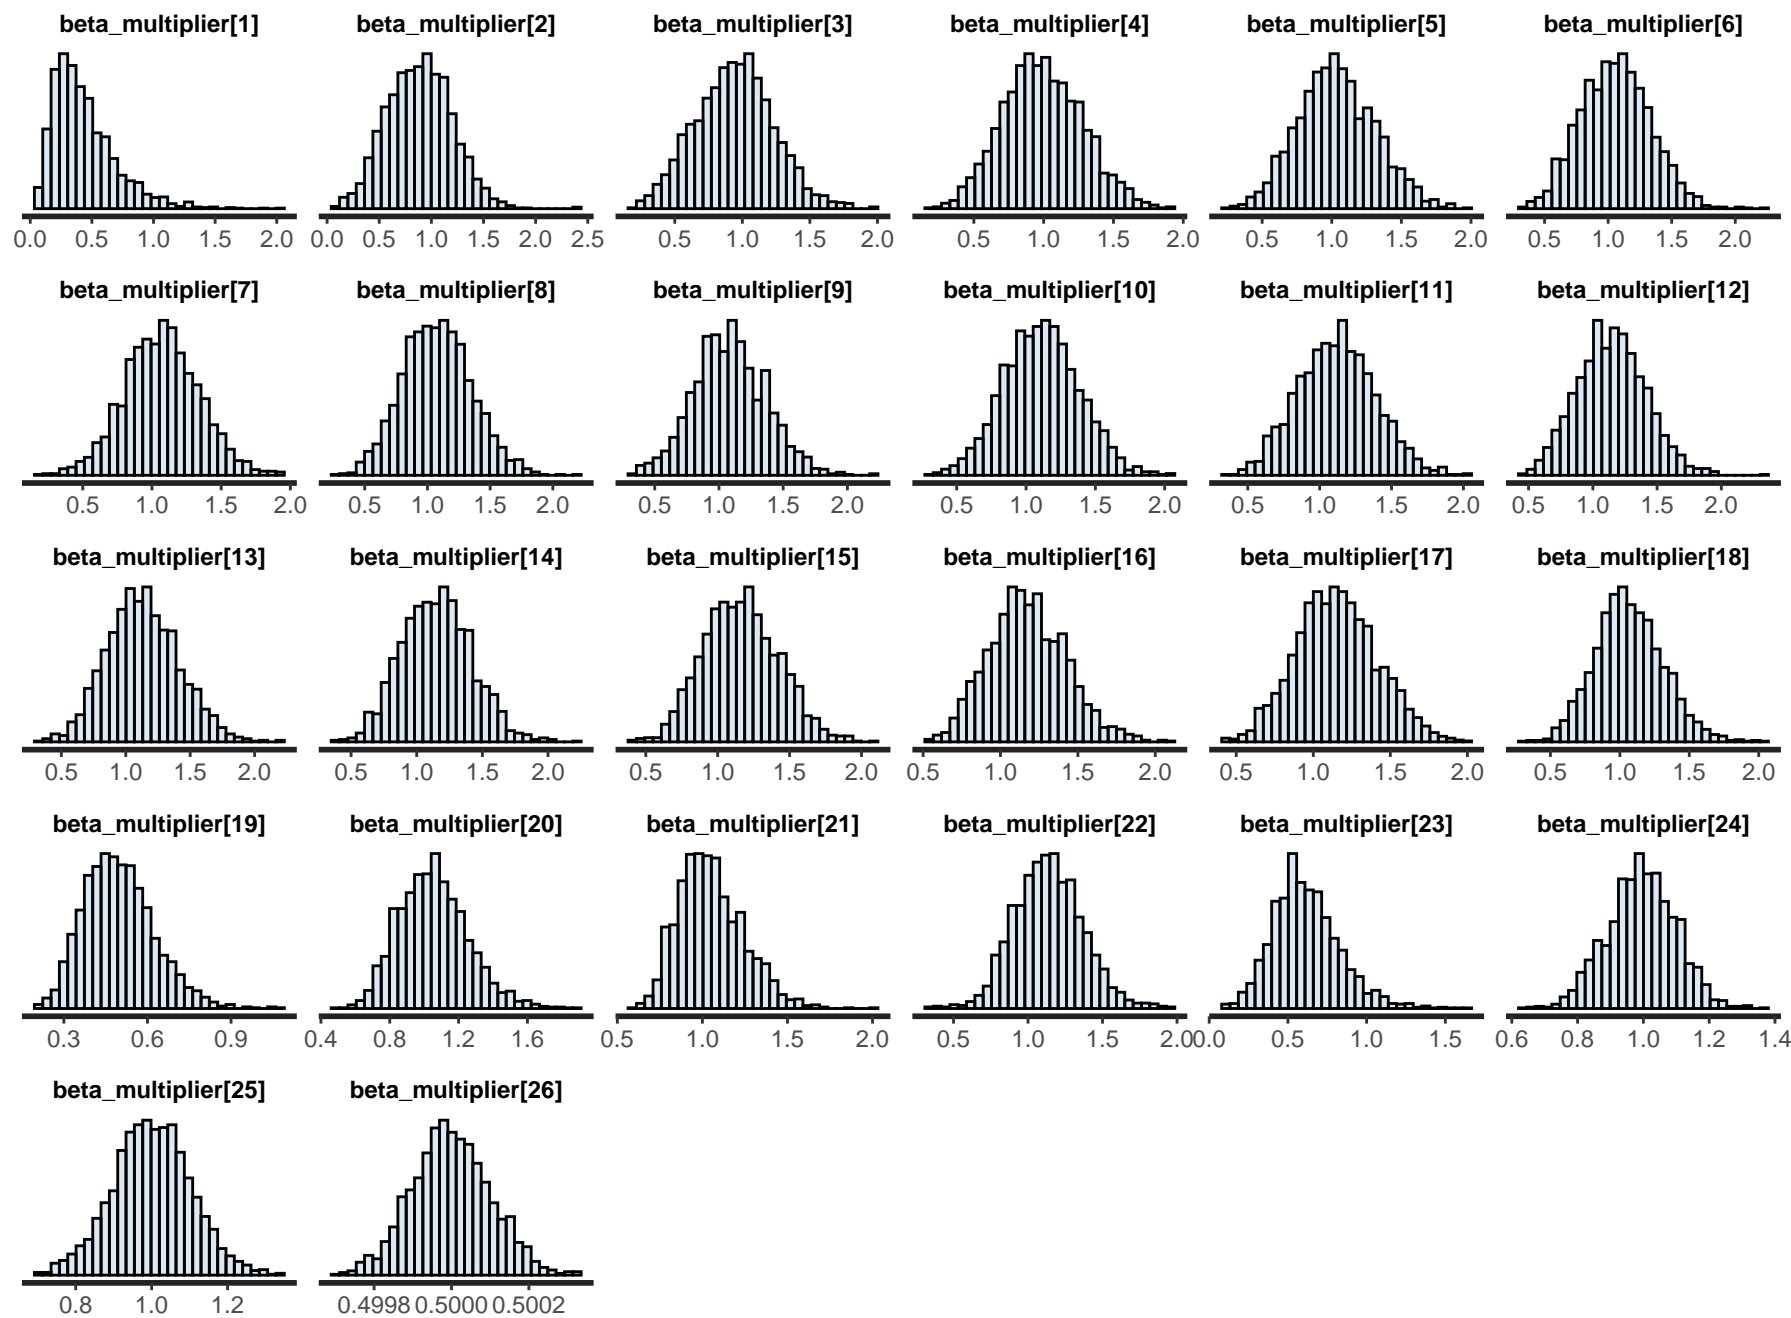 beta_multiplier[1] beta_multiplier[2] beta_multiplier[3] beta_multiplier[4] beta_multiplier[5] beta_multiplier[6]
0.0 0.5 1.0 1.5 2.0 0.0 0.5 1.0 1.5 2.0 2.5 0.5 1.0 1.5 2.0 0.5 1.0 1.5 2.0 0.5 1.0 1.5 2.0 0.5 1.0 1.5 2.0
beta_multiplier[7] beta_multiplier[8] beta_multiplier[9] beta_multiplier[10] beta_multiplier[11] beta_multiplier[12]
0.5 1.0 1.5 2.0 0.5 1.0 1.5 2.0 0.5 1.0 1.5 2.0 0.5 1.0 1.5 2.0 0.5 1.0 1.5 2.0 0.5 1.0 1.5 2.0
beta_multiplier[13] beta_multiplier[14] beta_multiplier[15] beta_multiplier[16] beta_multiplier[17] beta_multiplier[18]
0.5 1.0 1.5 2.0 0.5 1.0 1.5 2.0 0.5 1.0 1.5 2.0 0.5 1.0 1.5 2.0 0.5 1.0 1.5 2.0 0.5 1.0 1.5 2.0
beta_multiplier[19] beta_multiplier[20] beta_multiplier[21] beta_multiplier[22] beta_multiplier[23] beta_multiplier[24]
0.3 0.6 0.9 0.4 0.8 1.2 1.6 0.5 1.0 1.5 2.0 0.5 1.0 1.5 2.0 0.0 0.5 1.0 1.5 0.6 0.8 1.0 1.2 1.4
beta_multiplier[25] beta_multiplier[26]
0.8 1.0 1.2 0.4998 0.5000 0.5002